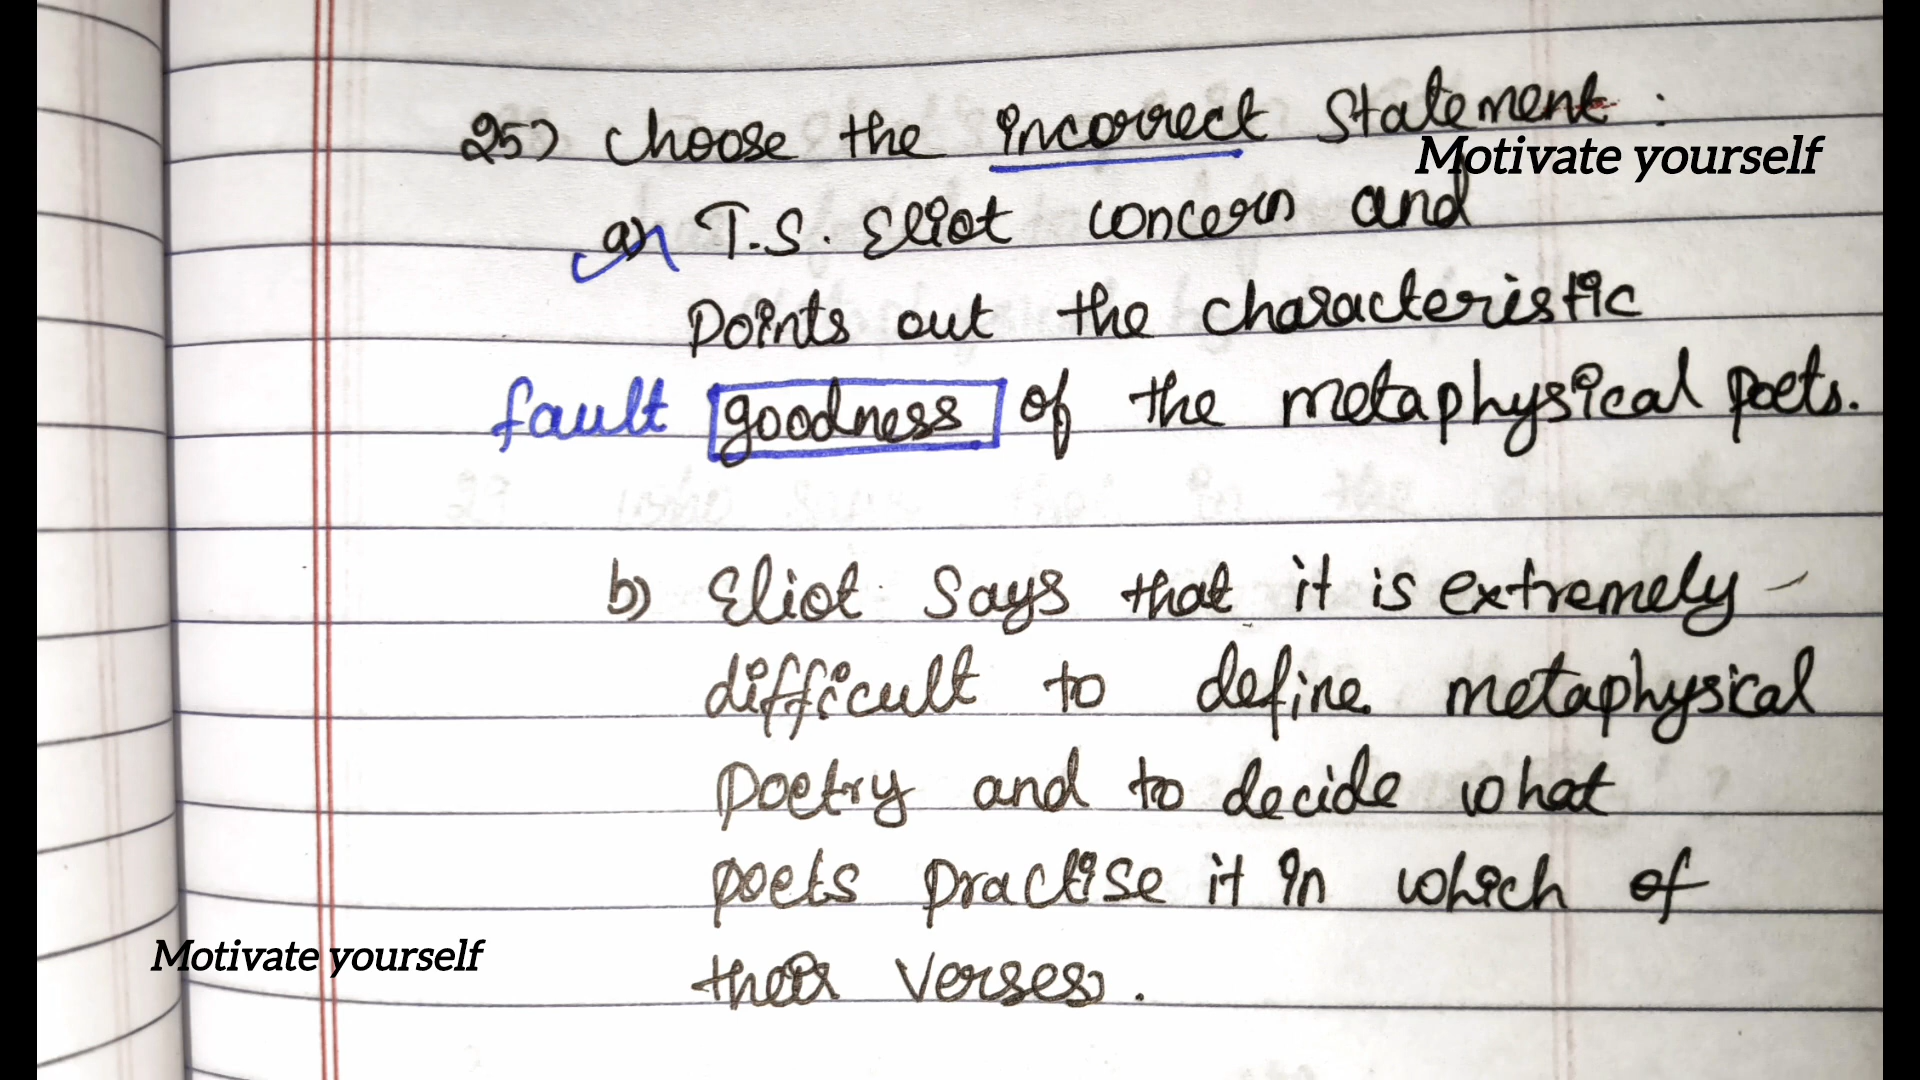 25) Choose the incorrect Statement :
Motivate yourself
a) T.S. Eliot concern and
Points out the characteristic
fault goodness of the metaphysical poets.
b) Eliot Says that it is extremely
difficult to define metaphysical
Poetry and to decide what
poets practise it in which of
their Verses.
Motivate yourself